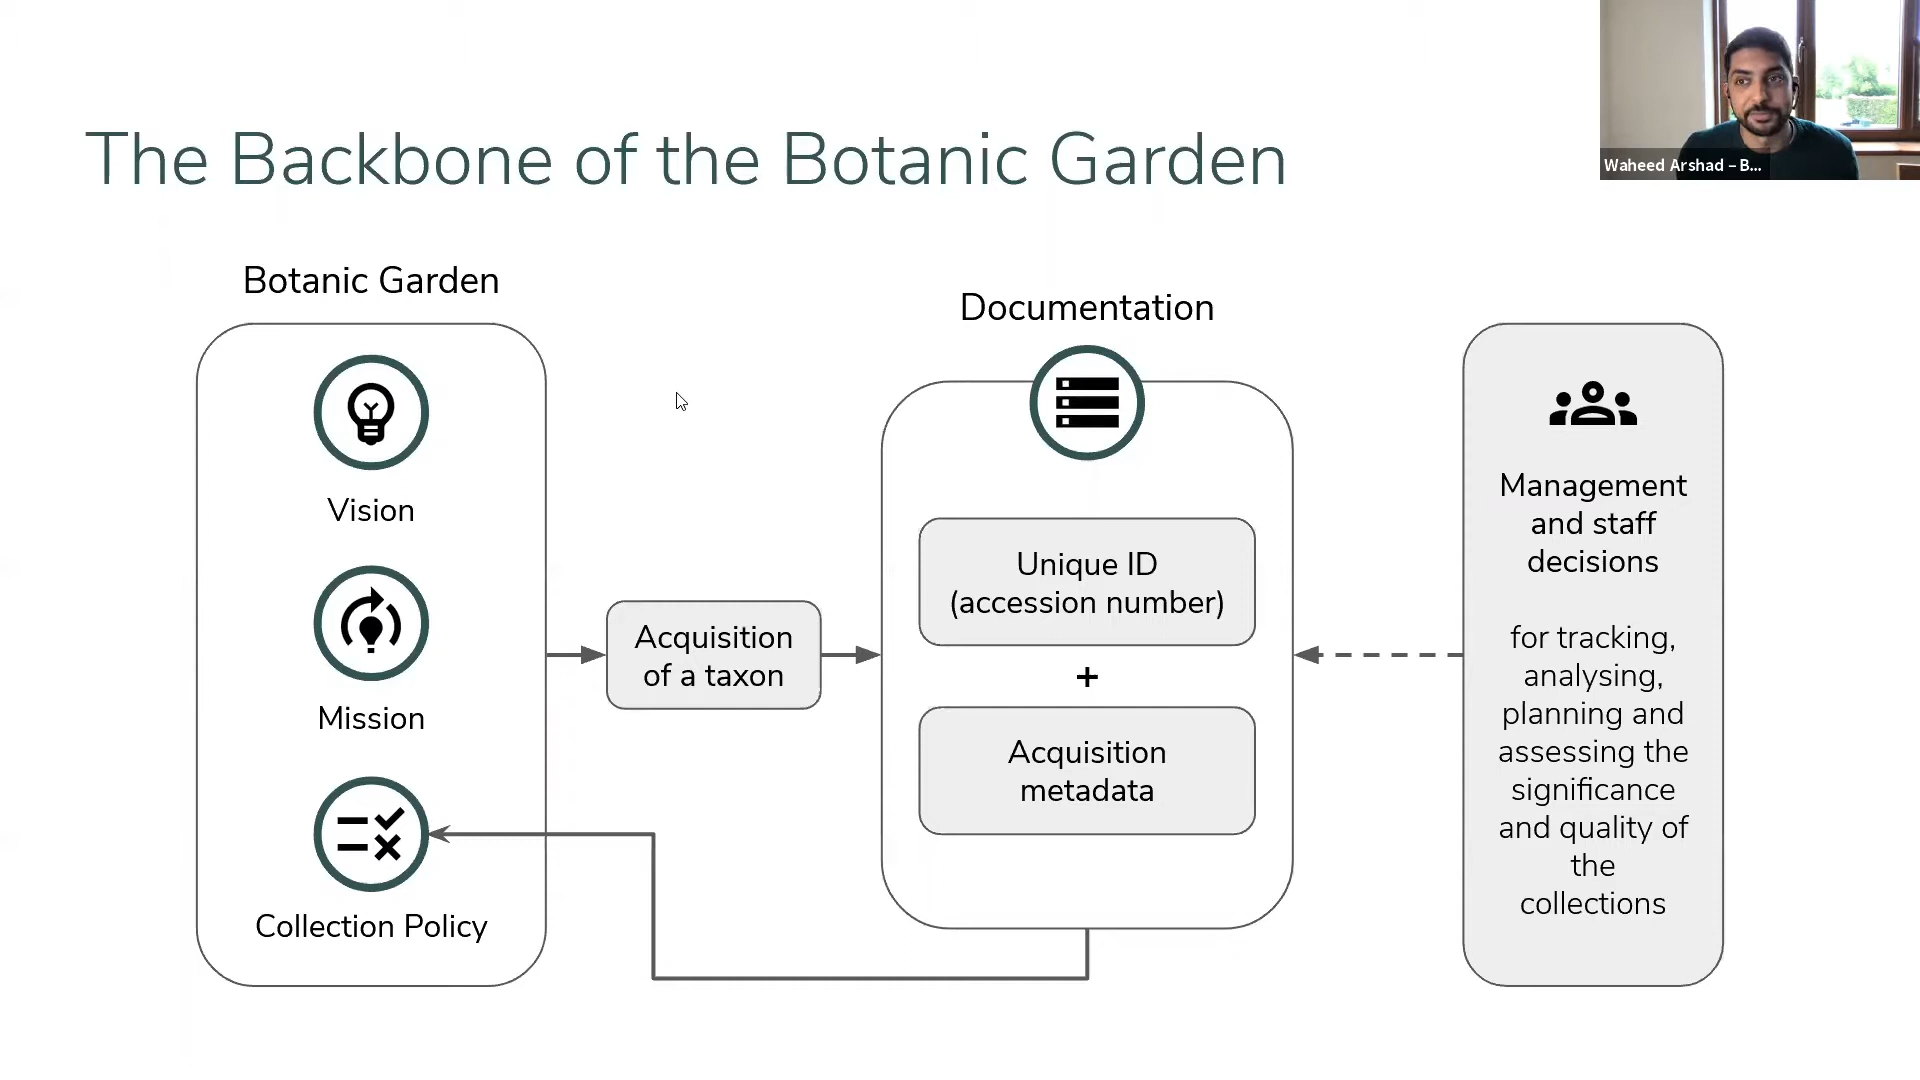 The Backbone of the Botanic Garden
Waheed Arshad – B...
Botanic Garden
Vision
Mission
Collection Policy
Acquisition
of a taxon
Documentation
Unique ID
(accession number)
+
Acquisition
metadata
Management
and staff
decisions
for tracking,
analysing,
planning and
assessing the
significance
and quality of
the
collections